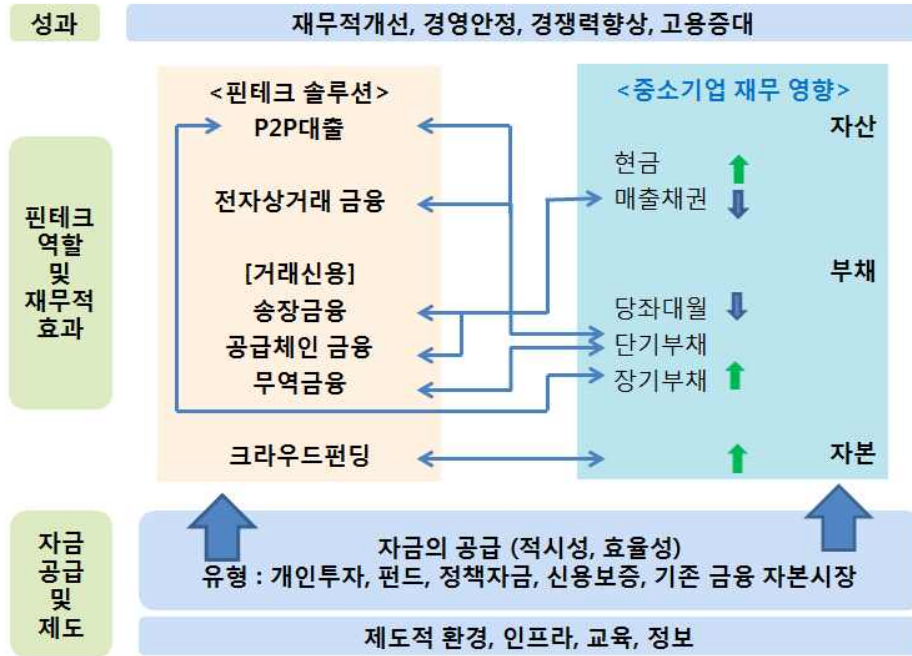 성과
재무적개선, 경영안정, 경쟁력향상, 고용증대
핀테크
역할
및
재무적
효과
<핀테크 솔루션>
P2P대출
전자상거래 금융
[거래신용]
송장금융
공급체인 금융
무역금융
크라우드펀딩
<중소기업 재무 영향>
자산
현금
매출채권
부채
당좌대월
단기부채
장기부채
자본
자금
공급
및
제도
자금의 공급 (적시성, 효율성)
유형 : 개인투자, 펀드, 정책자금, 신용보증, 기존 금융 자본시장
제도적 환경, 인프라, 교육, 정보